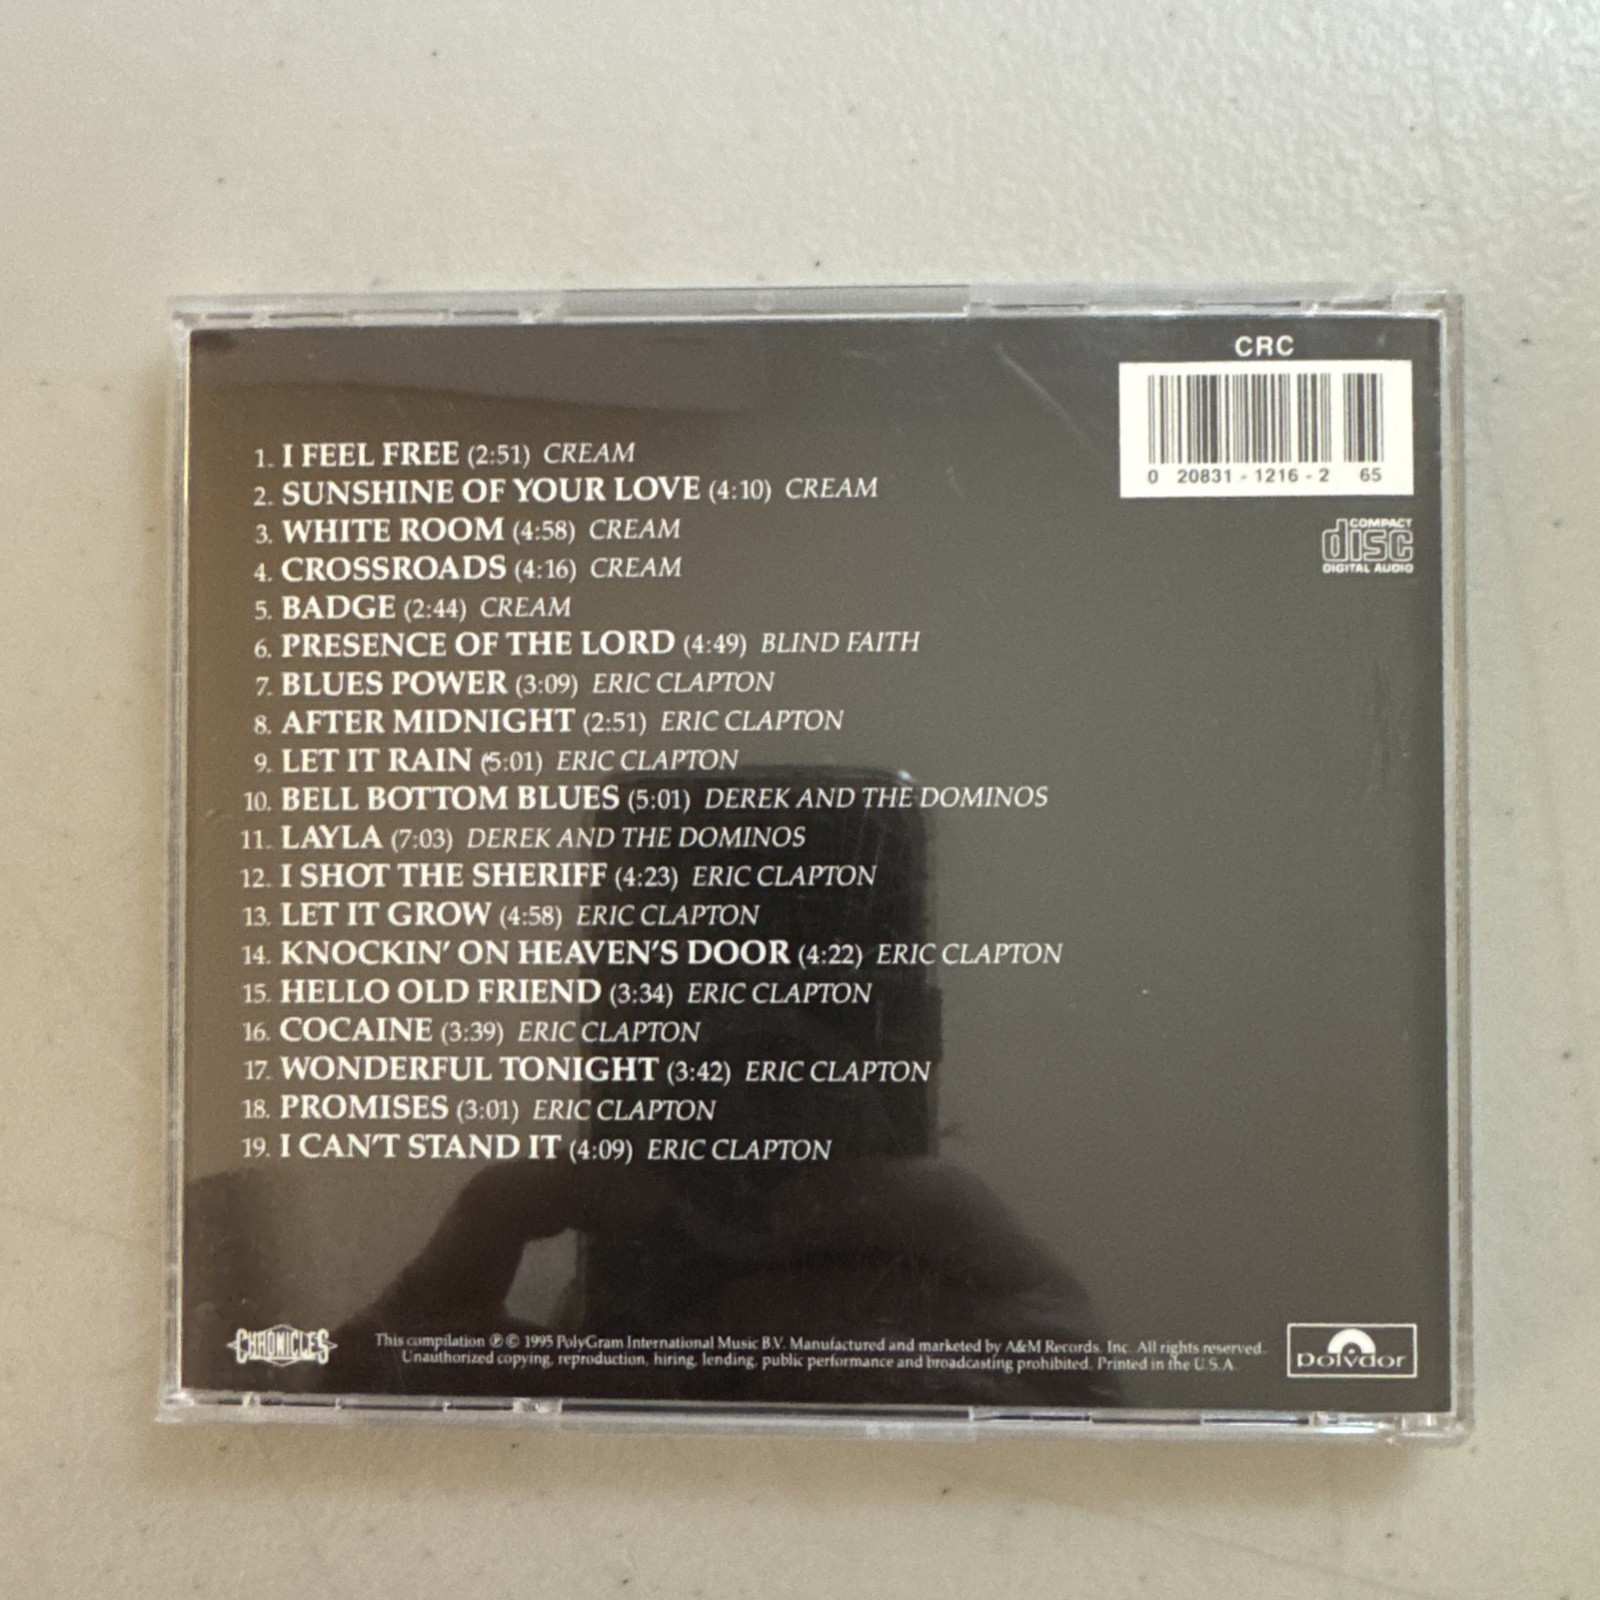 CRC
0 20831-1216-2 65
COMPACT
disc
DIGITAL AUDIO
1. I FEEL FREE (2:51) CREAM
2. SUNSHINE OF YOUR LOVE (4:10) CREAM
3. WHITE ROOM (4:58) CREAM
4. CROSSROADS (4:16) CREAM
5. BADGE (2:44) CREAM
6. PRESENCE OF THE LORD (4:49) BLIND FAITH
7. BLUES POWER (3:09) ERIC CLAPTON
8. AFTER MIDNIGHT (2:51) ERIC CLAPTON
9. LET IT RAIN (5:01) ERIC CLAPTON
10. BELL BOTTOM BLUES (5:01) DEREK AND THE DOMINOS
11. LAYLA (7:03) DEREK AND THE DOMINOS
12. I SHOT THE SHERIFF (4:23) ERIC CLAPTON
13. LET IT GROW (4:58) ERIC CLAPTON
14. KNOCKIN' ON HEAVEN'S DOOR (4:22) ERIC CLAPTON
15. HELLO OLD FRIEND (3:34) ERIC CLAPTON
16. COCAINE (3:39) ERIC CLAPTON
17. WONDERFUL TONIGHT (3:42) ERIC CLAPTON
18. PROMISES (3:01) ERIC CLAPTON
19. I CAN'T STAND IT (4:09) ERIC CLAPTON
CHRONICLES
This compilation ℗ © 1995 PolyGram International Music B.V. Manufactured and marketed by A&M Records, Inc. All rights reserved.
Unauthorized copying, reproduction, hiring, lending, public performance and broadcasting prohibited. Printed in the U.S.A.
polydor